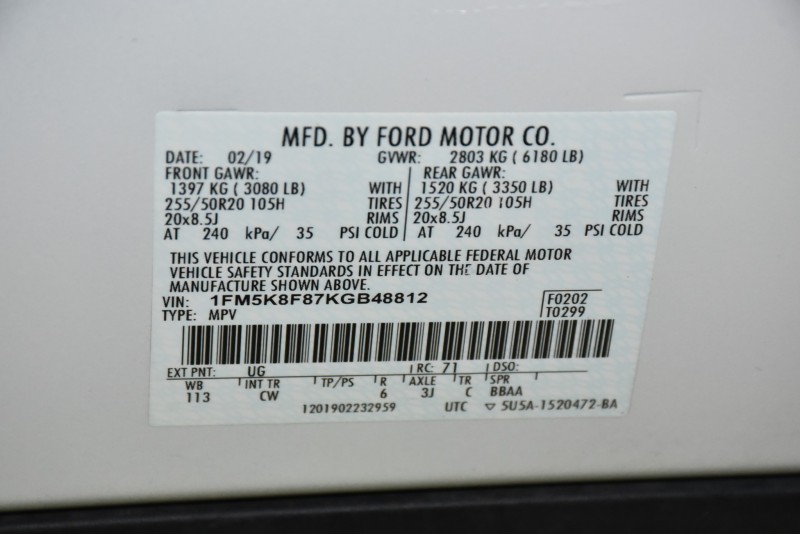 MFD. BY FORD MOTOR CO.
DATE: 02/19 GVWR: 2803 KG ( 6180 LB)
FRONT GAWR: REAR GAWR:
1397 KG ( 3080 LB) WITH 1520 KG ( 3350 LB) WITH
255/50R20 105H TIRES 255/50R20 105H TIRES
20x8.5J RIMS 20x8.5J RIMS
AT 240 kPa/ 35 PSI COLD AT 240 kPa/ 35 PSI COLD
THIS VEHICLE CONFORMS TO ALL APPLICABLE FEDERAL MOTOR
VEHICLE SAFETY STANDARDS IN EFFECT ON THE DATE OF
MANUFACTURE SHOWN ABOVE.
VIN: 1FM5K8F87KGB48812 F0202
TYPE: MPV T0299
EXT PNT: UG RC: 71 DSO:
WB INT TR TP/PS R AXLE TR SPR
113 CW 6 3J C BBAA
1201902232959 UTC ▽ 5U5A-1520472-BA